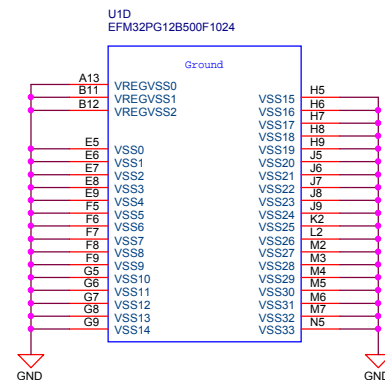 U1D
EFM32PG12B500F1024
Ground
A13 VREGVSS0
B11 VREGVSS1
B12 VREGVSS2
E5 VSS0
E6 VSS1
E7 VSS2
E8 VSS3
E9 VSS4
F5 VSS5
F6 VSS6
F7 VSS7
F8 VSS8
F9 VSS9
G5 VSS10
G6 VSS11
G7 VSS12
G8 VSS13
G9 VSS14
VSS15 H5
VSS16 H6
VSS17 H7
VSS18 H8
VSS19 H9
VSS20 J5
VSS21 J6
VSS22 J7
VSS23 J8
VSS24 J9
VSS25 K2
VSS26 L2
VSS27 M2
VSS28 M3
VSS29 M4
VSS30 M5
VSS31 M6
VSS32 M7
VSS33 N5
GND
GND